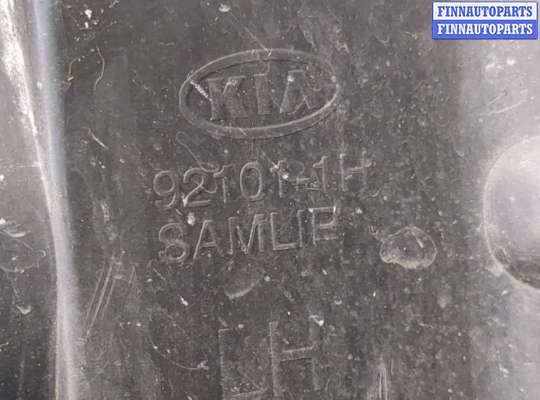 FINNAUTOPARTS
FINNAUTOPARTS
KIA
92101-1H
SAMLIP
LH